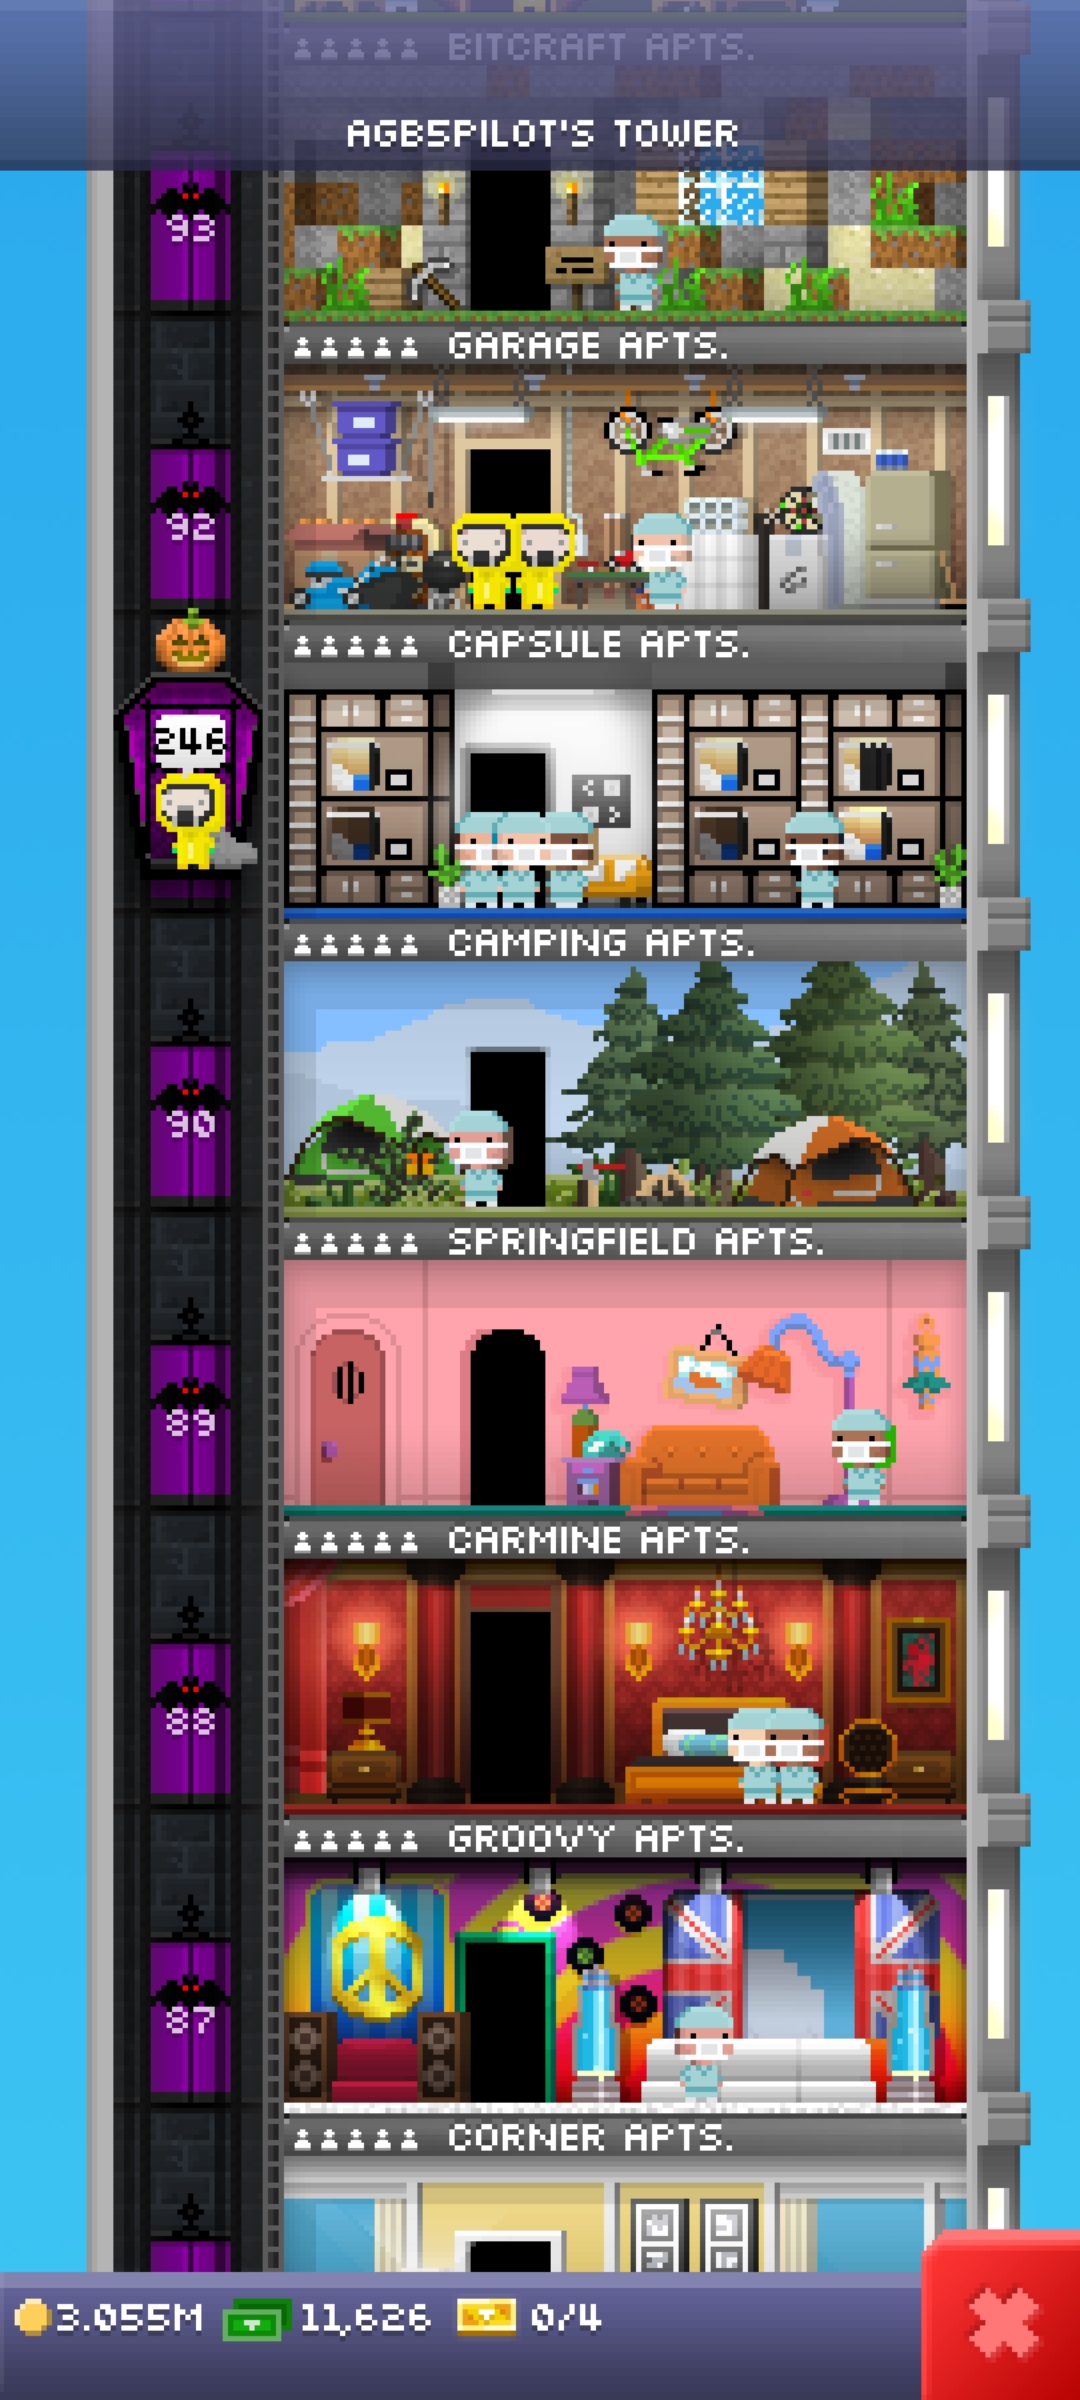 BITCRAFT APTS.
AGB5PILOT'S TOWER
93
GARAGE APTS.
92
CAPSULE APTS.
246
CAMPING APTS.
90
SPRINGFIELD APTS.
89
CARMINE APTS.
88
GROOVY APTS.
87
CORNER APTS.
3.055M 11,626 0/4